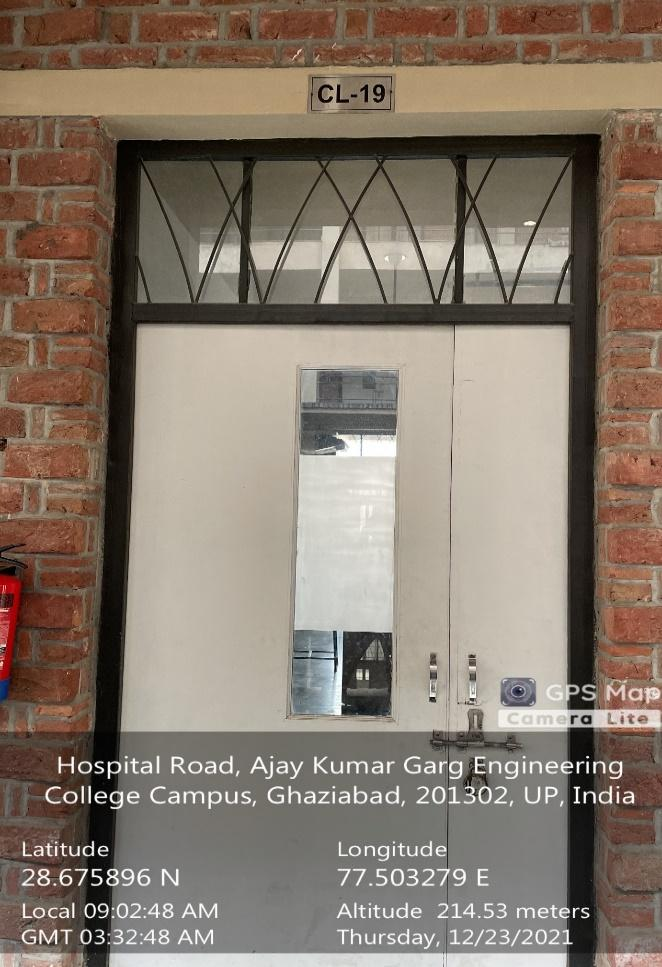 CL-19
GPS Map
Camera Lite
Hospital Road, Ajay Kumar Garg Engineering
College Campus, Ghaziabad, 201302, UP, India
Latitude
28.675896 N
Longitude
77.503279 E
Local 09:02:48 AM
GMT 03:32:48 AM
Altitude 214.53 meters
Thursday, 12/23/2021